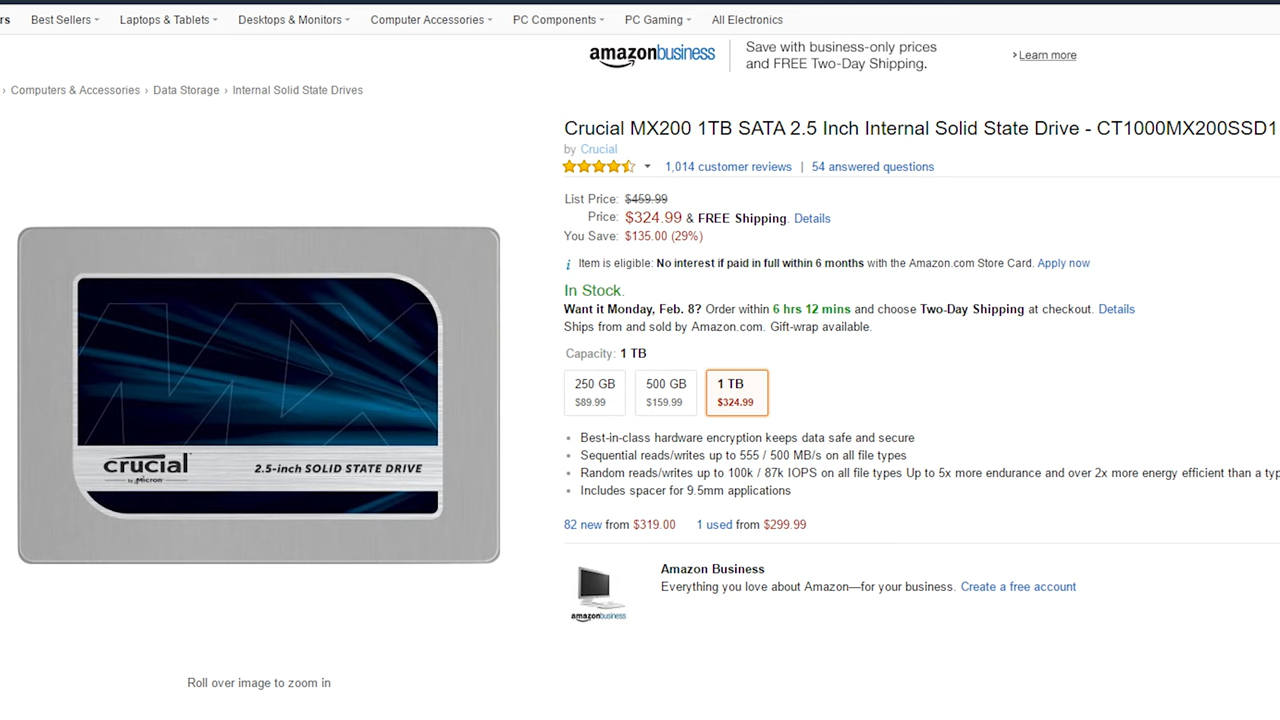 rs Best Sellers Laptops & Tablets Desktops & Monitors Computer Accessories PC Components PC Gaming All Electronics
amazonbusiness
Save with business-only prices
and FREE Two-Day Shipping.
› Learn more
› Computers & Accessories › Data Storage › Internal Solid State Drives
Crucial MX200 1TB SATA 2.5 Inch Internal Solid State Drive - CT1000MX200SSD1
by Crucial
1,014 customer reviews | 54 answered questions
List Price: $459.99
Price: $324.99 & FREE Shipping. Details
You Save: $135.00 (29%)
i Item is eligible: No interest if paid in full within 6 months with the Amazon.com Store Card. Apply now
In Stock.
Want it Monday, Feb. 8? Order within 6 hrs 12 mins and choose Two-Day Shipping at checkout. Details
Ships from and sold by Amazon.com. Gift-wrap available.
Capacity: 1 TB
250 GB 500 GB 1 TB
$89.99 $159.99 $324.99
• Best-in-class hardware encryption keeps data safe and secure
• Sequential reads/writes up to 555 / 500 MB/s on all file types
• Random reads/writes up to 100k / 87k IOPS on all file types Up to 5x more endurance and over 2x more energy efficient than a typ
• Includes spacer for 9.5mm applications
82 new from $319.00 1 used from $299.99
MX
crucial
by Micron
2.5-inch SOLID STATE DRIVE
Amazon Business
Everything you love about Amazon—for your business. Create a free account
amazonbusiness
Roll over image to zoom in